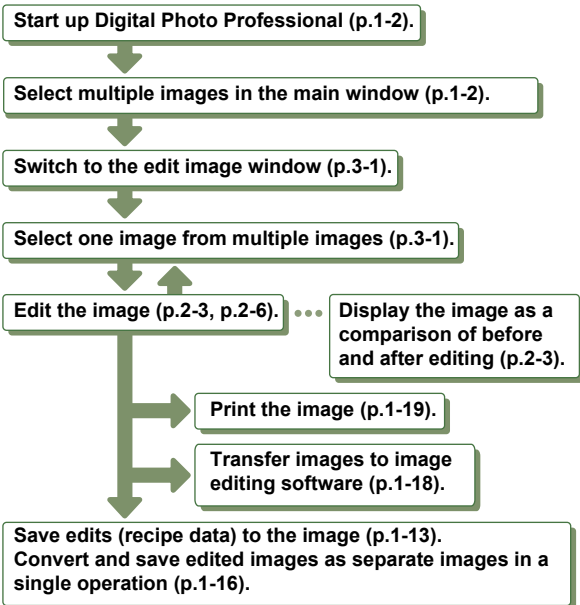 Start up Digital Photo Professional (p.1-2).
Select multiple images in the main window (p.1-2).
Switch to the edit image window (p.3-1).
Select one image from multiple images (p.3-1).
Edit the image (p.2-3, p.2-6).
Display the image as a
comparison of before
and after editing (p.2-3).
Print the image (p.1-19).
Transfer images to image
editing software (p.1-18).
Save edits (recipe data) to the image (p.1-13).
Convert and save edited images as separate images in a
single operation (p.1-16).